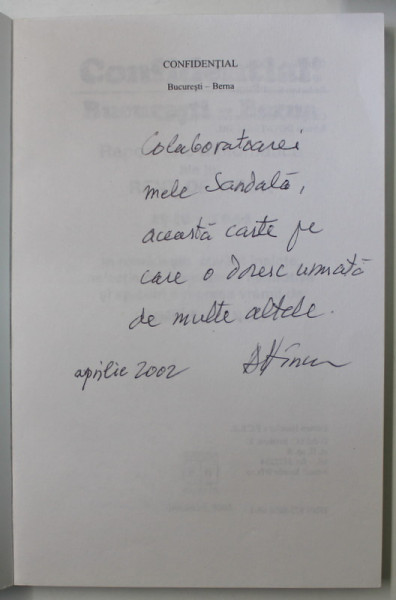 CONFIDENȚIAL
București – Berna
Colaboratoarei
mele Sandală,
această carte pe
care o doresc urmată
de multe altele.
aprilie 2002